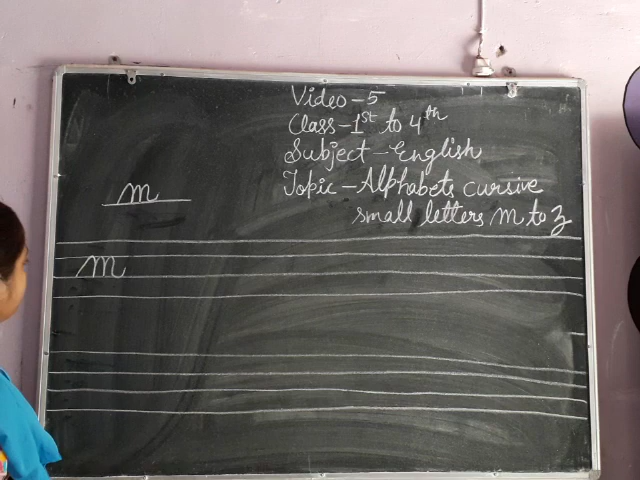 Video - 5
Class - 1st to 4th
Subject - English
Topic - Alphabets cursive
small letters m to z
m
m